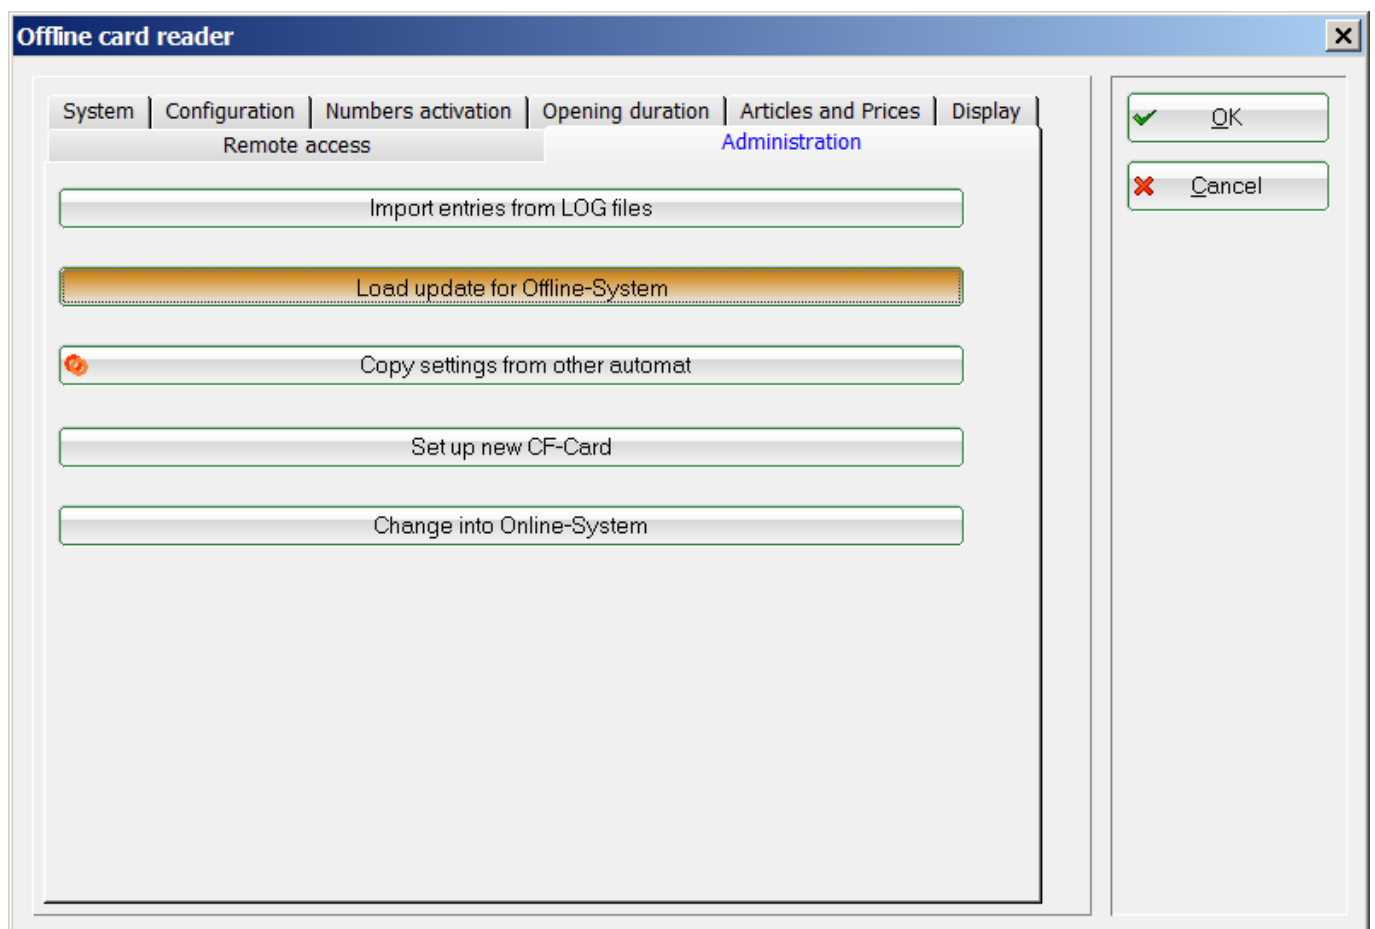 Offline card reader
System Configuration Numbers activation Opening duration Articles and Prices Display
Remote access Administration
Import entries from LOG files
Load update for Offline-System
Copy settings from other automat
Set up new CF-Card
Change into Online-System
OK
Cancel